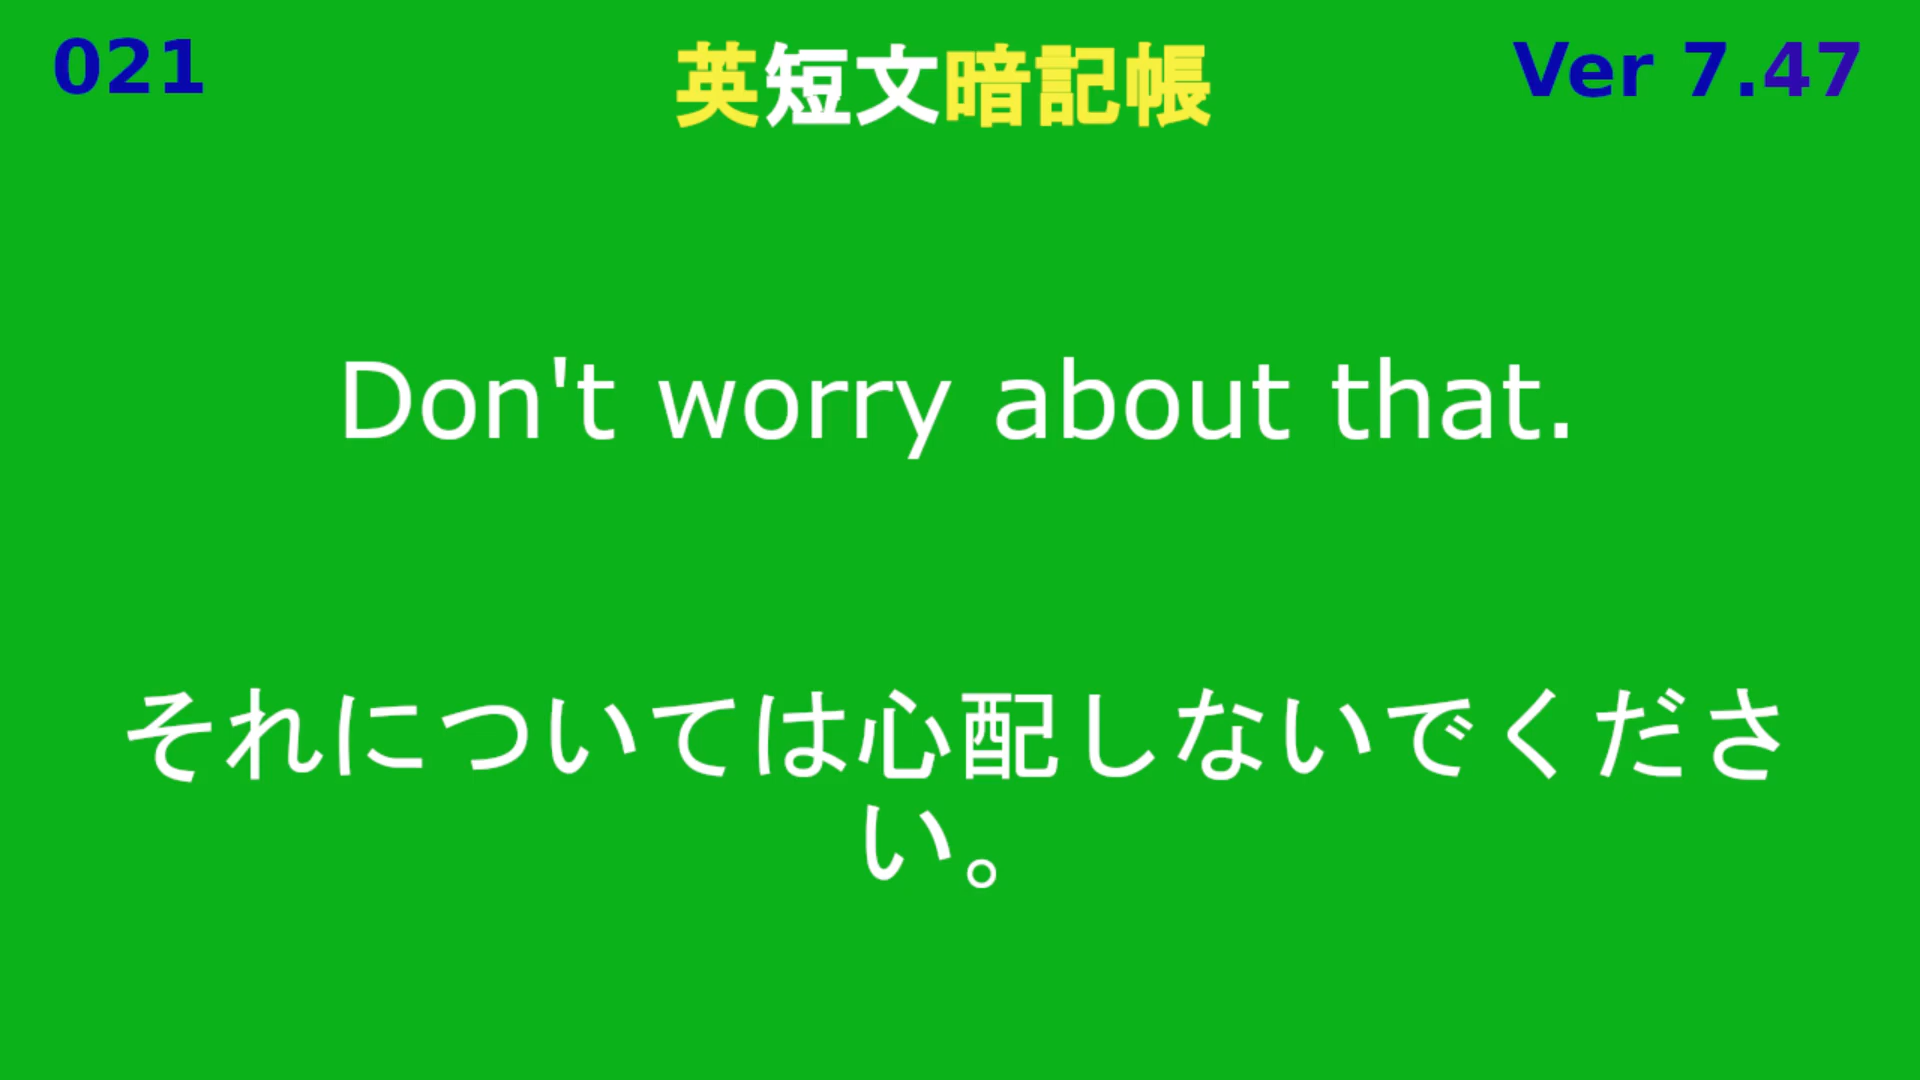 021
英短文暗記帳
Ver 7.47
Don't worry about that.
それについては心配しないでくださ
い。